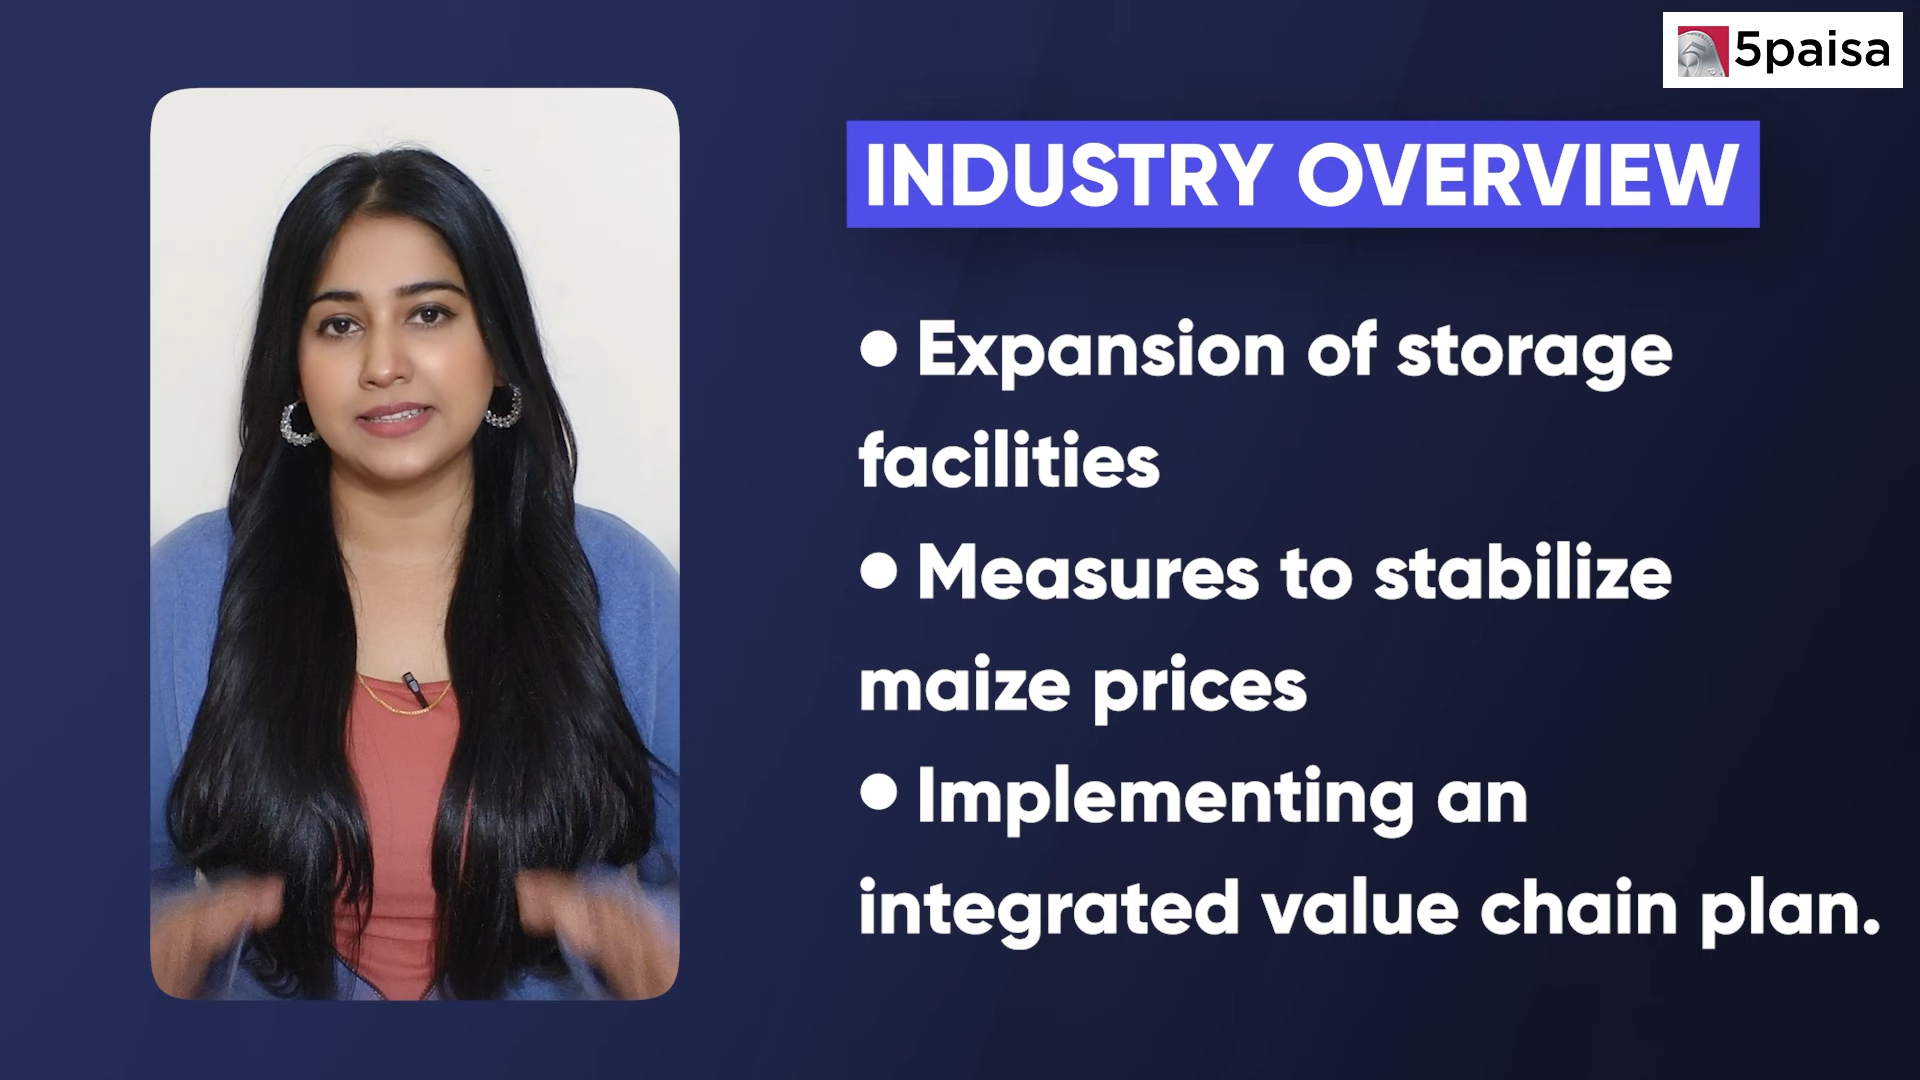 5paisa
INDUSTRY OVERVIEW
● Expansion of storage
facilities
● Measures to stabilize
maize prices
● Implementing an
integrated value chain plan.